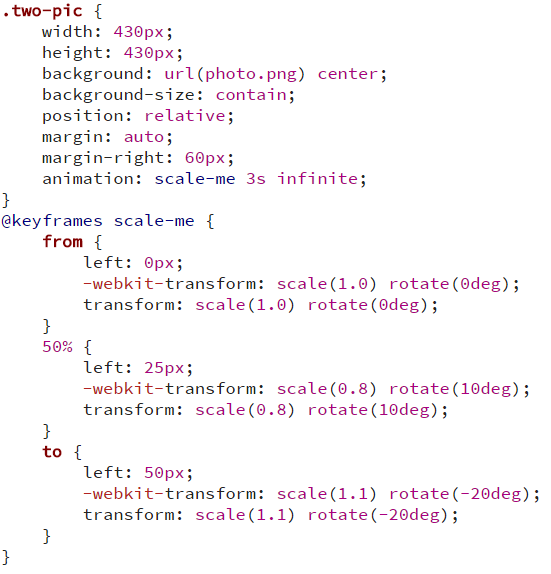 .two-pic {
    width: 430px;
    height: 430px;
    background: url(photo.png) center;
    background-size: contain;
    position: relative;
    margin: auto;
    margin-right: 60px;
    animation: scale-me 3s infinite;
}
@keyframes scale-me {
    from {
        left: 0px;
        -webkit-transform: scale(1.0) rotate(0deg);
        transform: scale(1.0) rotate(0deg);
    }
    50% {
        left: 25px;
        -webkit-transform: scale(0.8) rotate(10deg);
        transform: scale(0.8) rotate(10deg);
    }
    to {
        left: 50px;
        -webkit-transform: scale(1.1) rotate(-20deg);
        transform: scale(1.1) rotate(-20deg);
    }
}